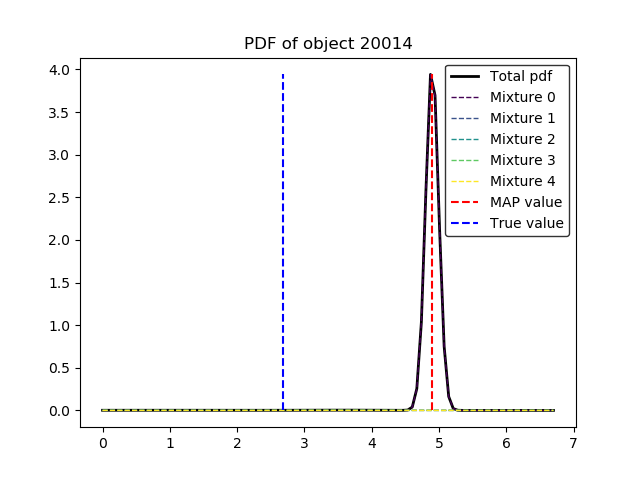 PDF of object 20014
4.0
3.5
3.0
2.5
2.0
1.5
1.0
0.5
0.0
0 1 2 3 4 5 6 7
Total pdf
Mixture 0
Mixture 1
Mixture 2
Mixture 3
Mixture 4
MAP value
True value